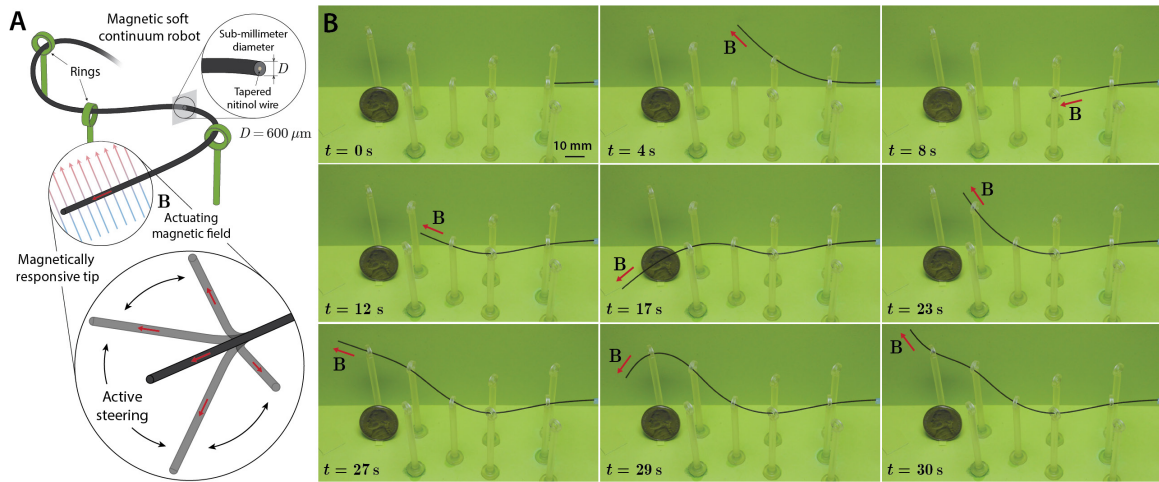 A
Magnetic soft
continuum robot
Sub-millimeter
diameter
D
Tapered
nitinol wire
Rings
D = 600 μm
B
Actuating
magnetic field
Magnetically
responsive tip
Active
steering
B
t = 0 s
10 mm
B
t = 4 s
B
t = 8 s
B
t = 12 s
B
t = 17 s
B
t = 23 s
B
t = 27 s
B
t = 29 s
B
t = 30 s